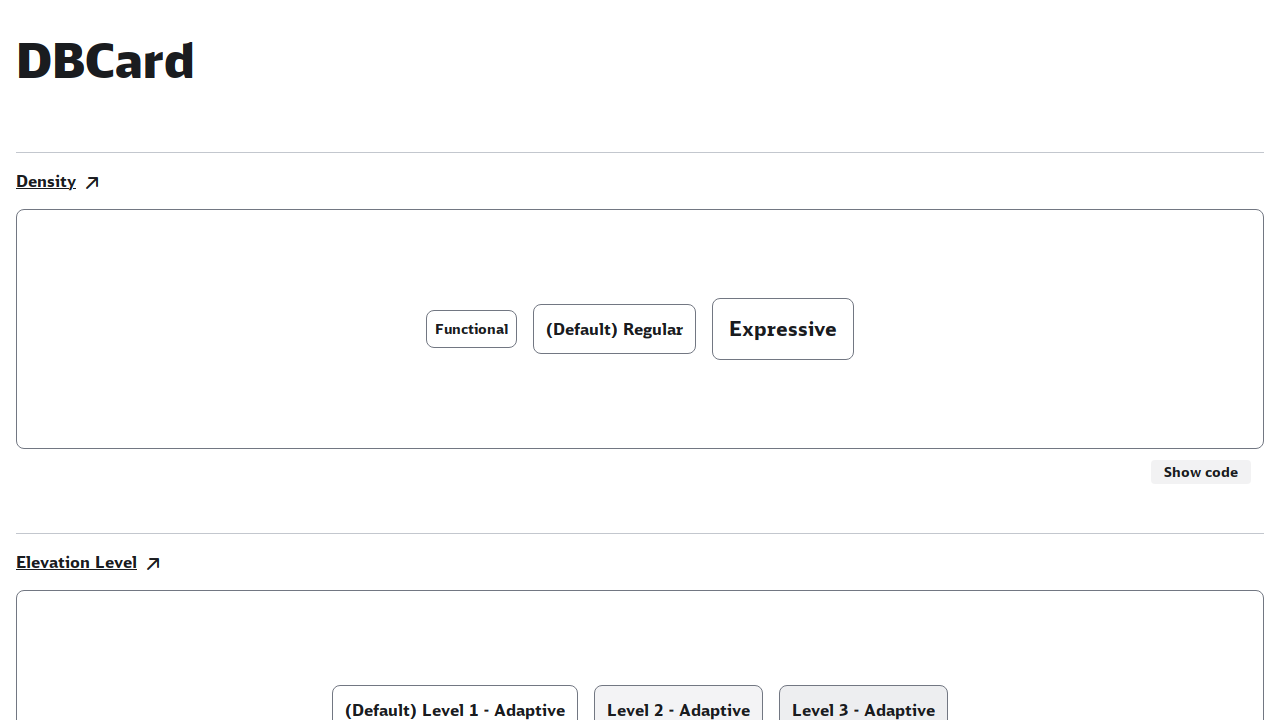 DBCard
Density
Functional
(Default) Regular
Expressive
Show code
Elevation Level
(Default) Level 1 - Adaptive
Level 2 - Adaptive
Level 3 - Adaptive